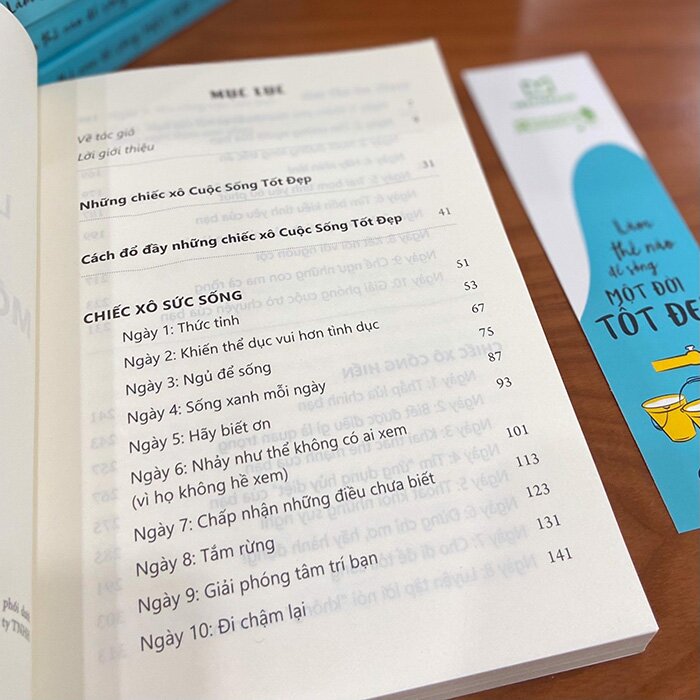 MỤC LỤC
Về tác giả
Lời giới thiệu
Những chiếc xô Cuộc Sống Tốt Đẹp 31
Cách đổ đầy những chiếc xô Cuộc Sống Tốt Đẹp 41
CHIẾC XÔ SỨC SỐNG 51
Ngày 1: Thức tỉnh 53
Ngày 2: Khiến thể dục vui hơn tình dục 67
Ngày 3: Ngủ để sống 75
Ngày 4: Sống xanh mỗi ngày 87
Ngày 5: Hãy biết ơn 93
Ngày 6: Nhảy như thể không có ai xem
(vì họ không hề xem) 101
Ngày 7: Chấp nhận những điều chưa biết 113
Ngày 8: Tắm rừng 123
Ngày 9: Giải phóng tâm trí bạn 131
Ngày 10: Đi chậm lại 141
Làm
thế nào
để sống
MỘT ĐỜI
TỐT ĐẸ
phối dưới
ty TNHH